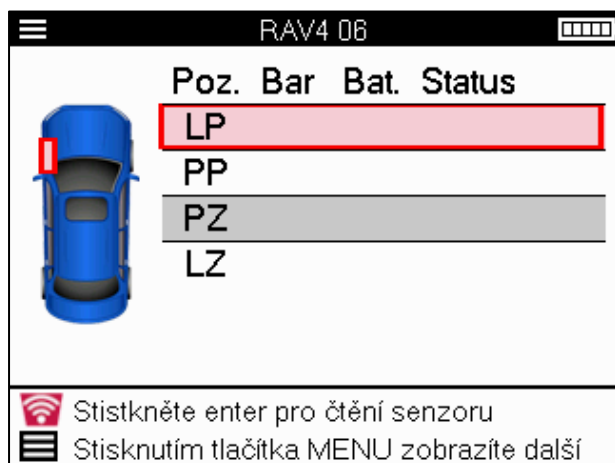 RAV4 06
Poz. Bar Bat. Status
LP
PP
PZ
LZ
Stistkněte enter pro čtění senzoru
Stisknutím tlačítka MENU zobrazíte další